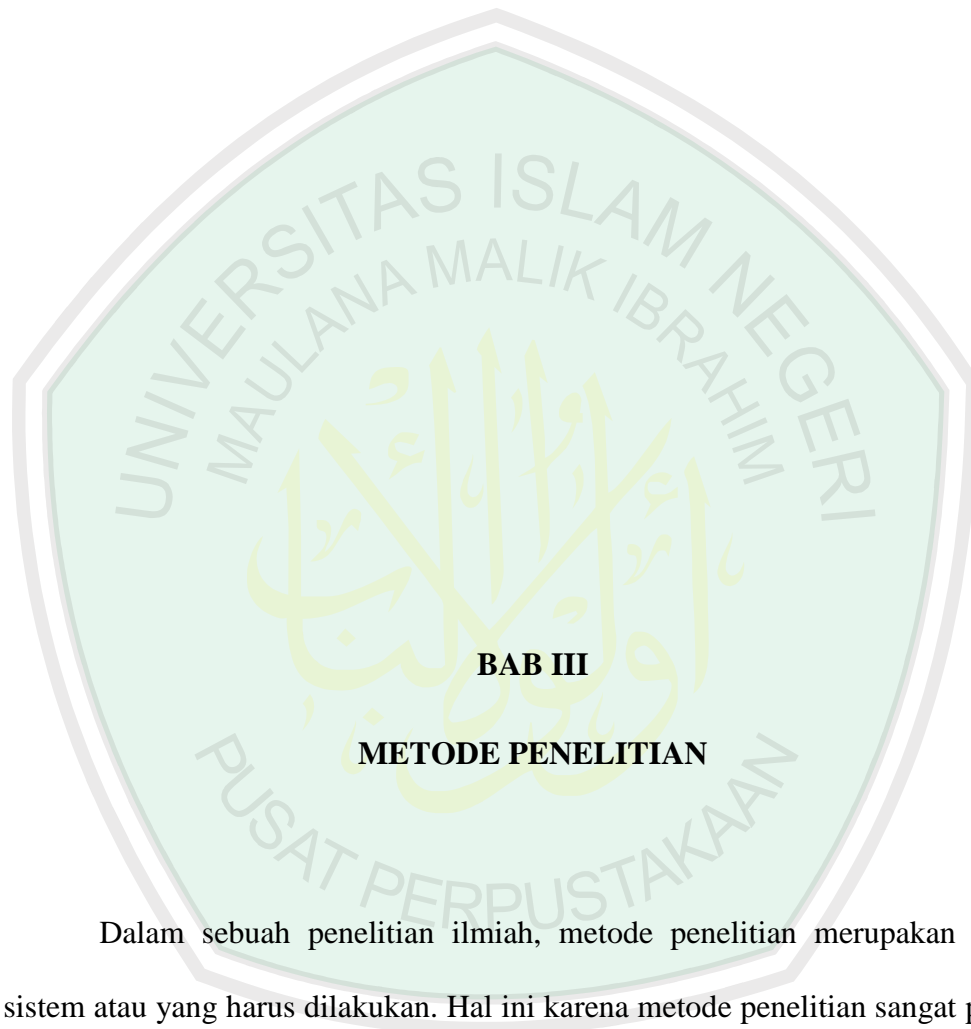 UNIVERSITAS ISLAM NEGERI
MAULANA MALIK IBRAHIM
BAB III
METODE PENELITIAN
PUSAT PERPUSTAKAAN
Dalam sebuah penelitian ilmiah, metode penelitian merupakan
sistem atau yang harus dilakukan. Hal ini karena metode penelitian sangat